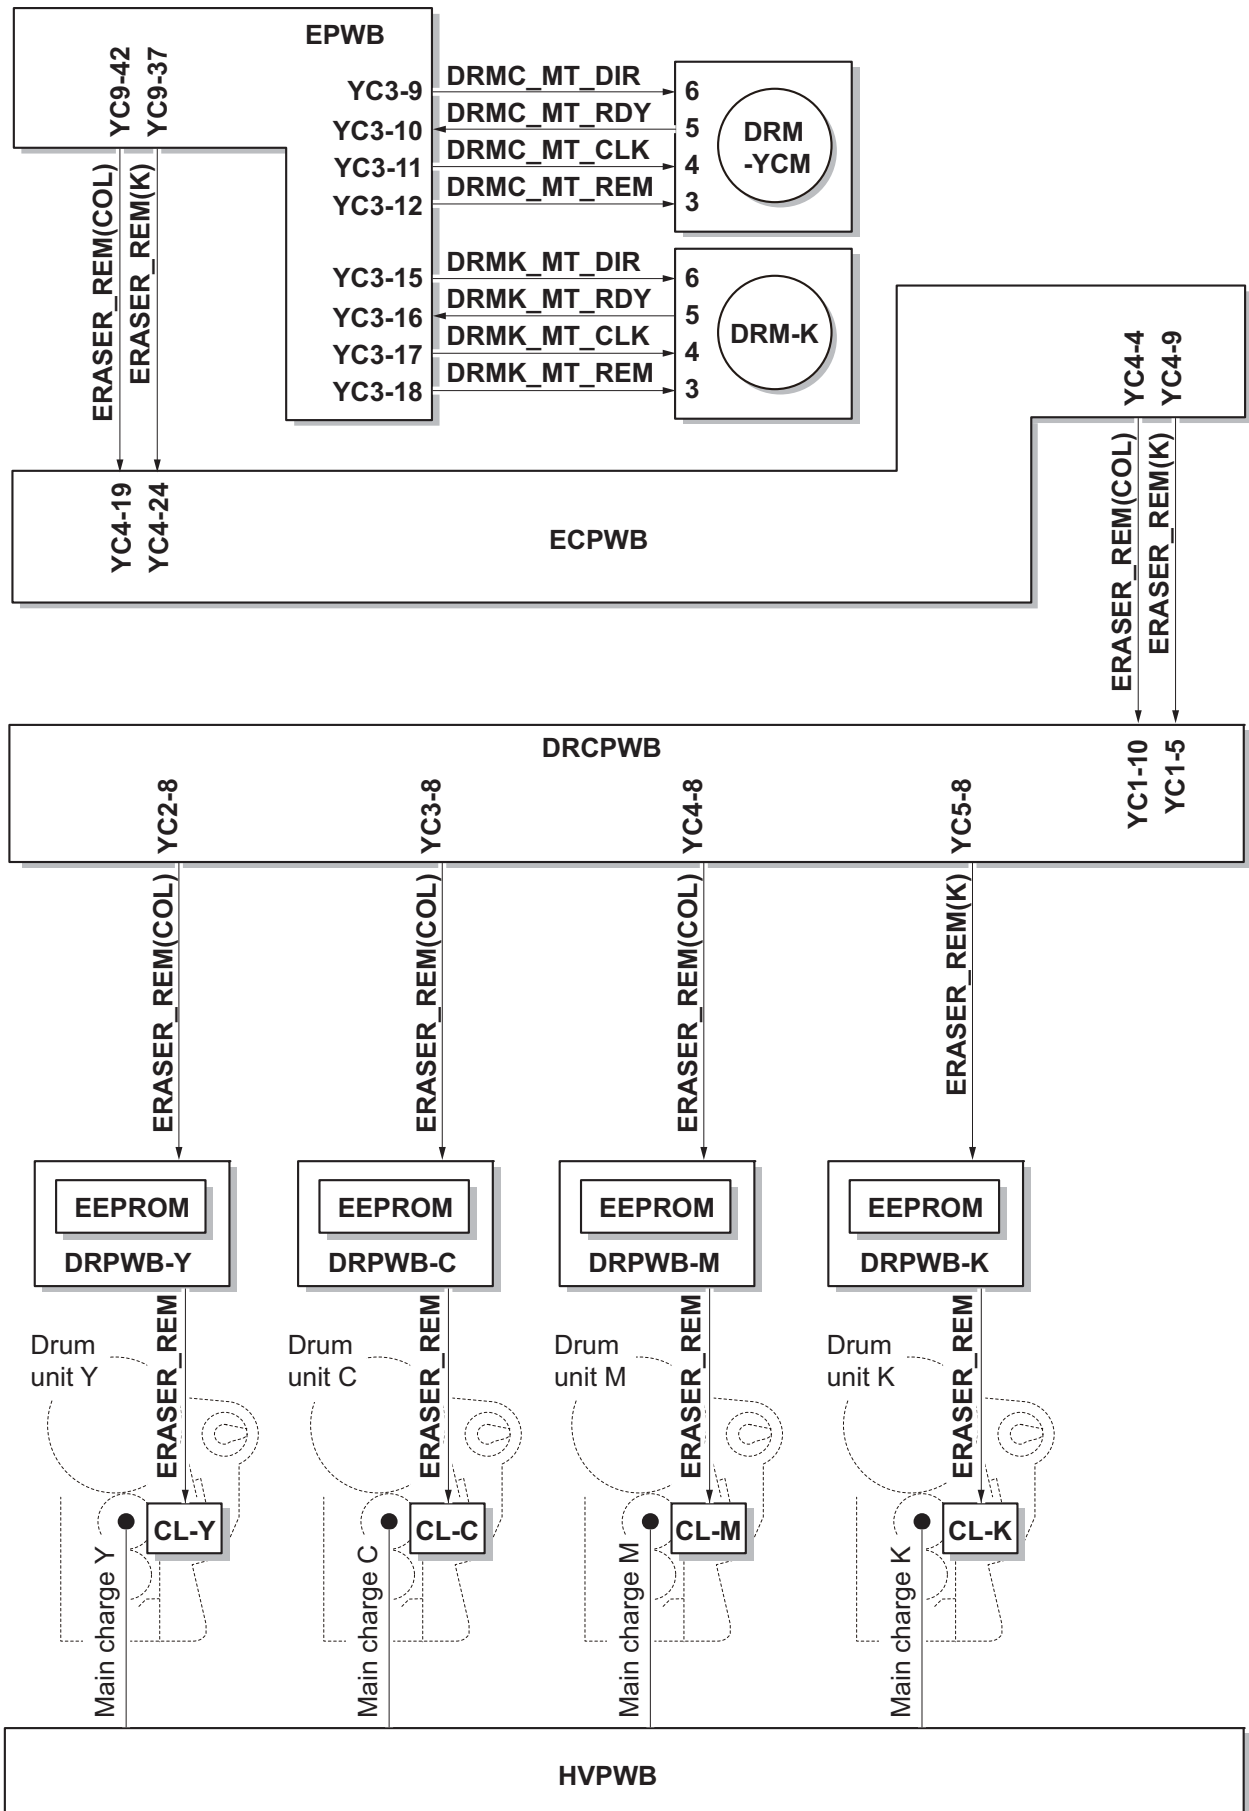 EPWB
YC9-42
YC9-37
YC3-9
DRMC_MT_DIR
6
YC3-10
DRMC_MT_RDY
5
YC3-11
DRMC_MT_CLK
4
YC3-12
DRMC_MT_REM
3
DRM
-YCM
YC3-15
DRMK_MT_DIR
6
YC3-16
DRMK_MT_RDY
5
YC3-17
DRMK_MT_CLK
4
YC3-18
DRMK_MT_REM
3
DRM-K
ERASER_REM(COL)
ERASER_REM(K)
YC4-19
YC4-24
ECPWB
YC4-4
YC4-9
ERASER_REM(COL)
ERASER_REM(K)
DRCPWB
YC1-10
YC1-5
YC2-8
YC3-8
YC4-8
YC5-8
ERASER_REM(COL)
ERASER_REM(COL)
ERASER_REM(COL)
ERASER_REM(K)
EEPROM
DRPWB-Y
EEPROM
DRPWB-C
EEPROM
DRPWB-M
EEPROM
DRPWB-K
Drum
unit Y
ERASER_REM
Drum
unit C
ERASER_REM
Drum
unit M
ERASER_REM
Drum
unit K
ERASER_REM
CL-Y
CL-C
CL-M
CL-K
Main charge Y
Main charge C
Main charge M
Main charge K
HVPWB